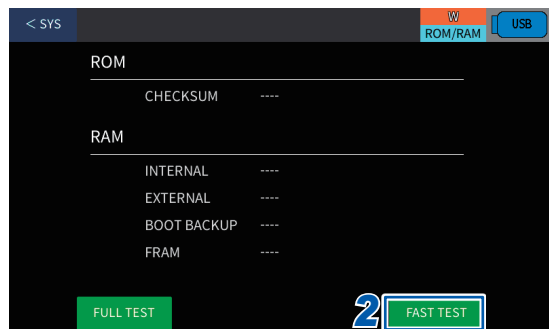 < SYS
W
ROM/RAM
USB
ROM
CHECKSUM ----
RAM
INTERNAL ----
EXTERNAL ----
BOOT BACKUP ----
FRAM ----
FULL TEST
2
FAST TEST